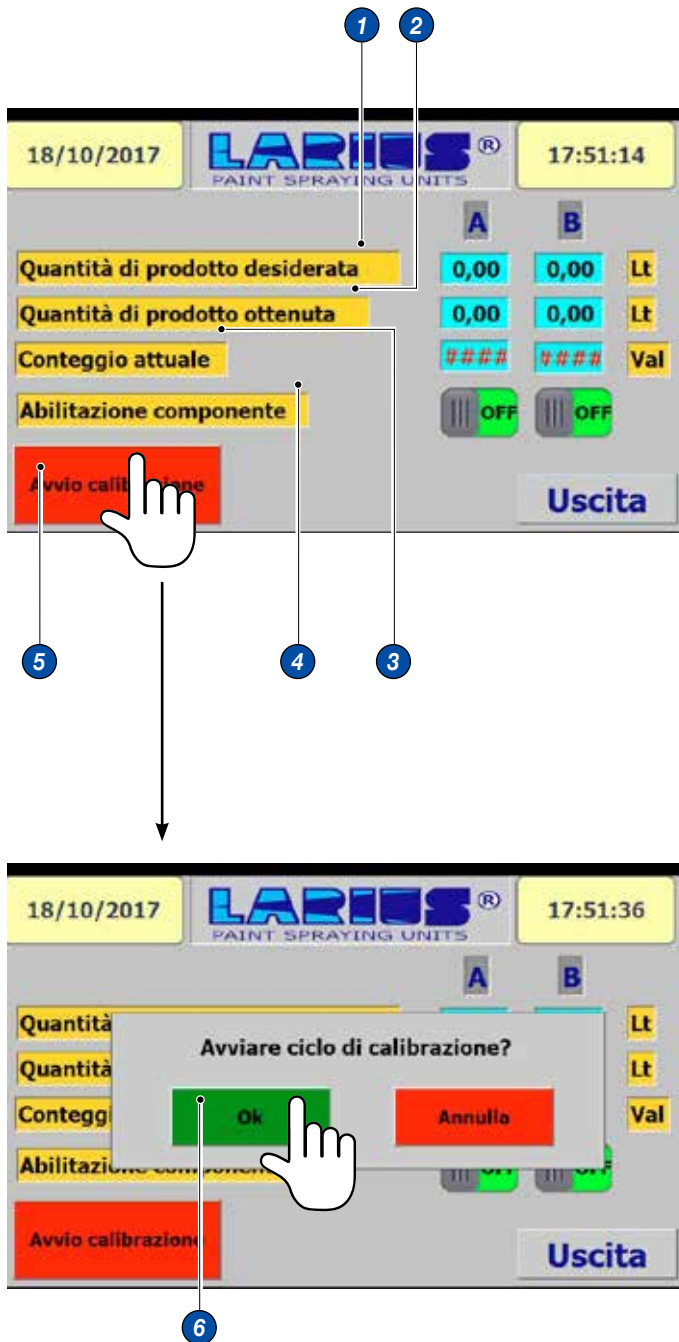 1 2
18/10/2017 LARIUS ® 17:51:14
PAINT SPRAYING UNITS
A B
Quantità di prodotto desiderata 0,00 0,00 Lt
Quantità di prodotto ottenuta 0,00 0,00 Lt
Conteggio attuale #### #### Val
Abilitazione componente OFF OFF
Avvio Uscita
5 4 3
18/10/2017 LARIUS ® 17:51:36
PAINT SPRAYING UNITS
A B
Quantità Lt
Avviare ciclo di calibrazione?
Quantità Lt
Ok Annulla Val
Avvio calibrazione Uscita
6